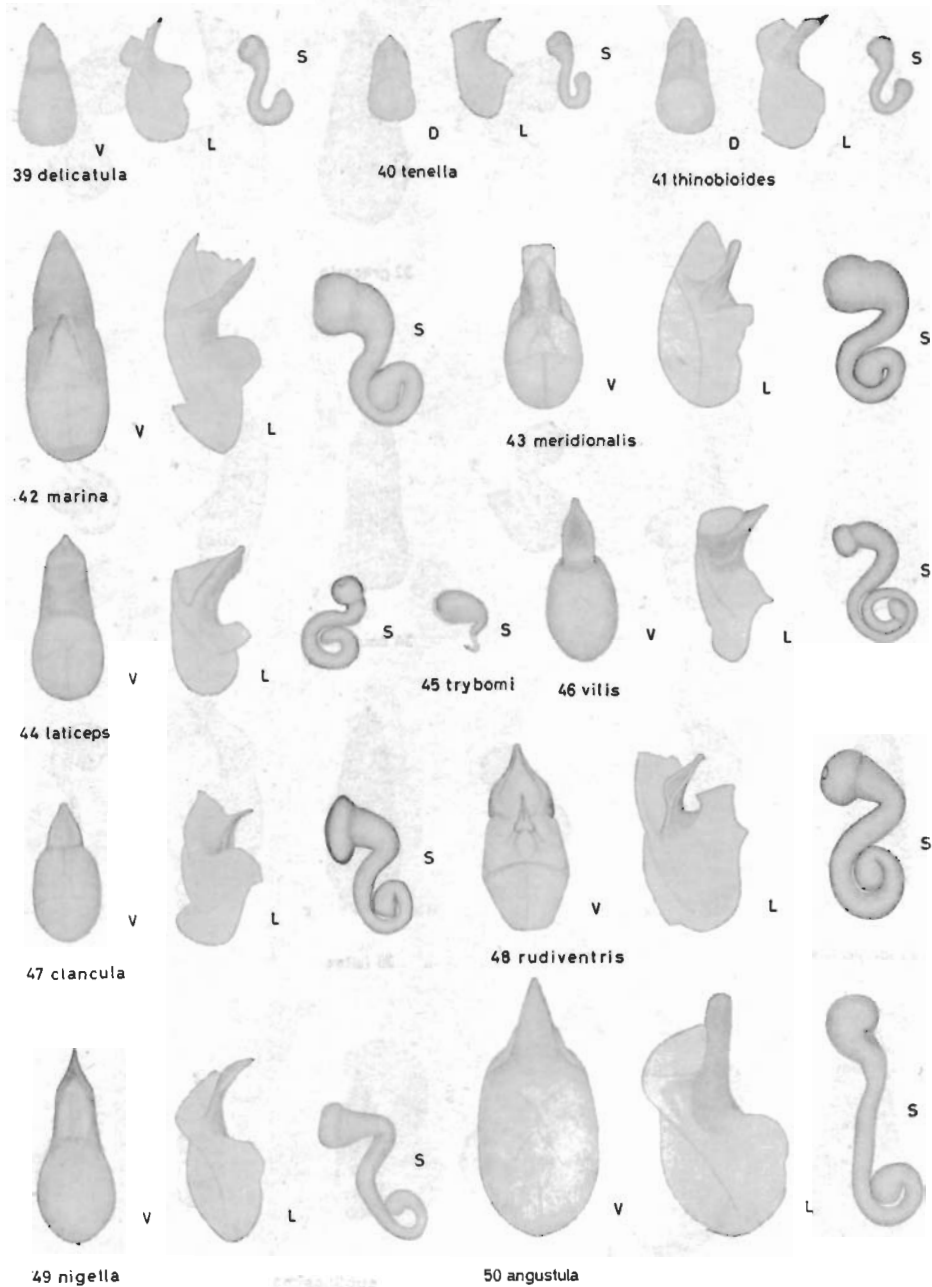 S
S
S
V
L
D
L
D
L
39 delicatula
40 tenella
41 thinobioides
S
S
V
L
V
L
43 meridionalis
42 marina
S
V
L
S
S
V
L
45 trybomi
46 vilis
44 laticeps
S
S
V
L
V
L
48 rudiventris
47 clancula
S
S
V
L
V
L
49 nigella
50 angustula